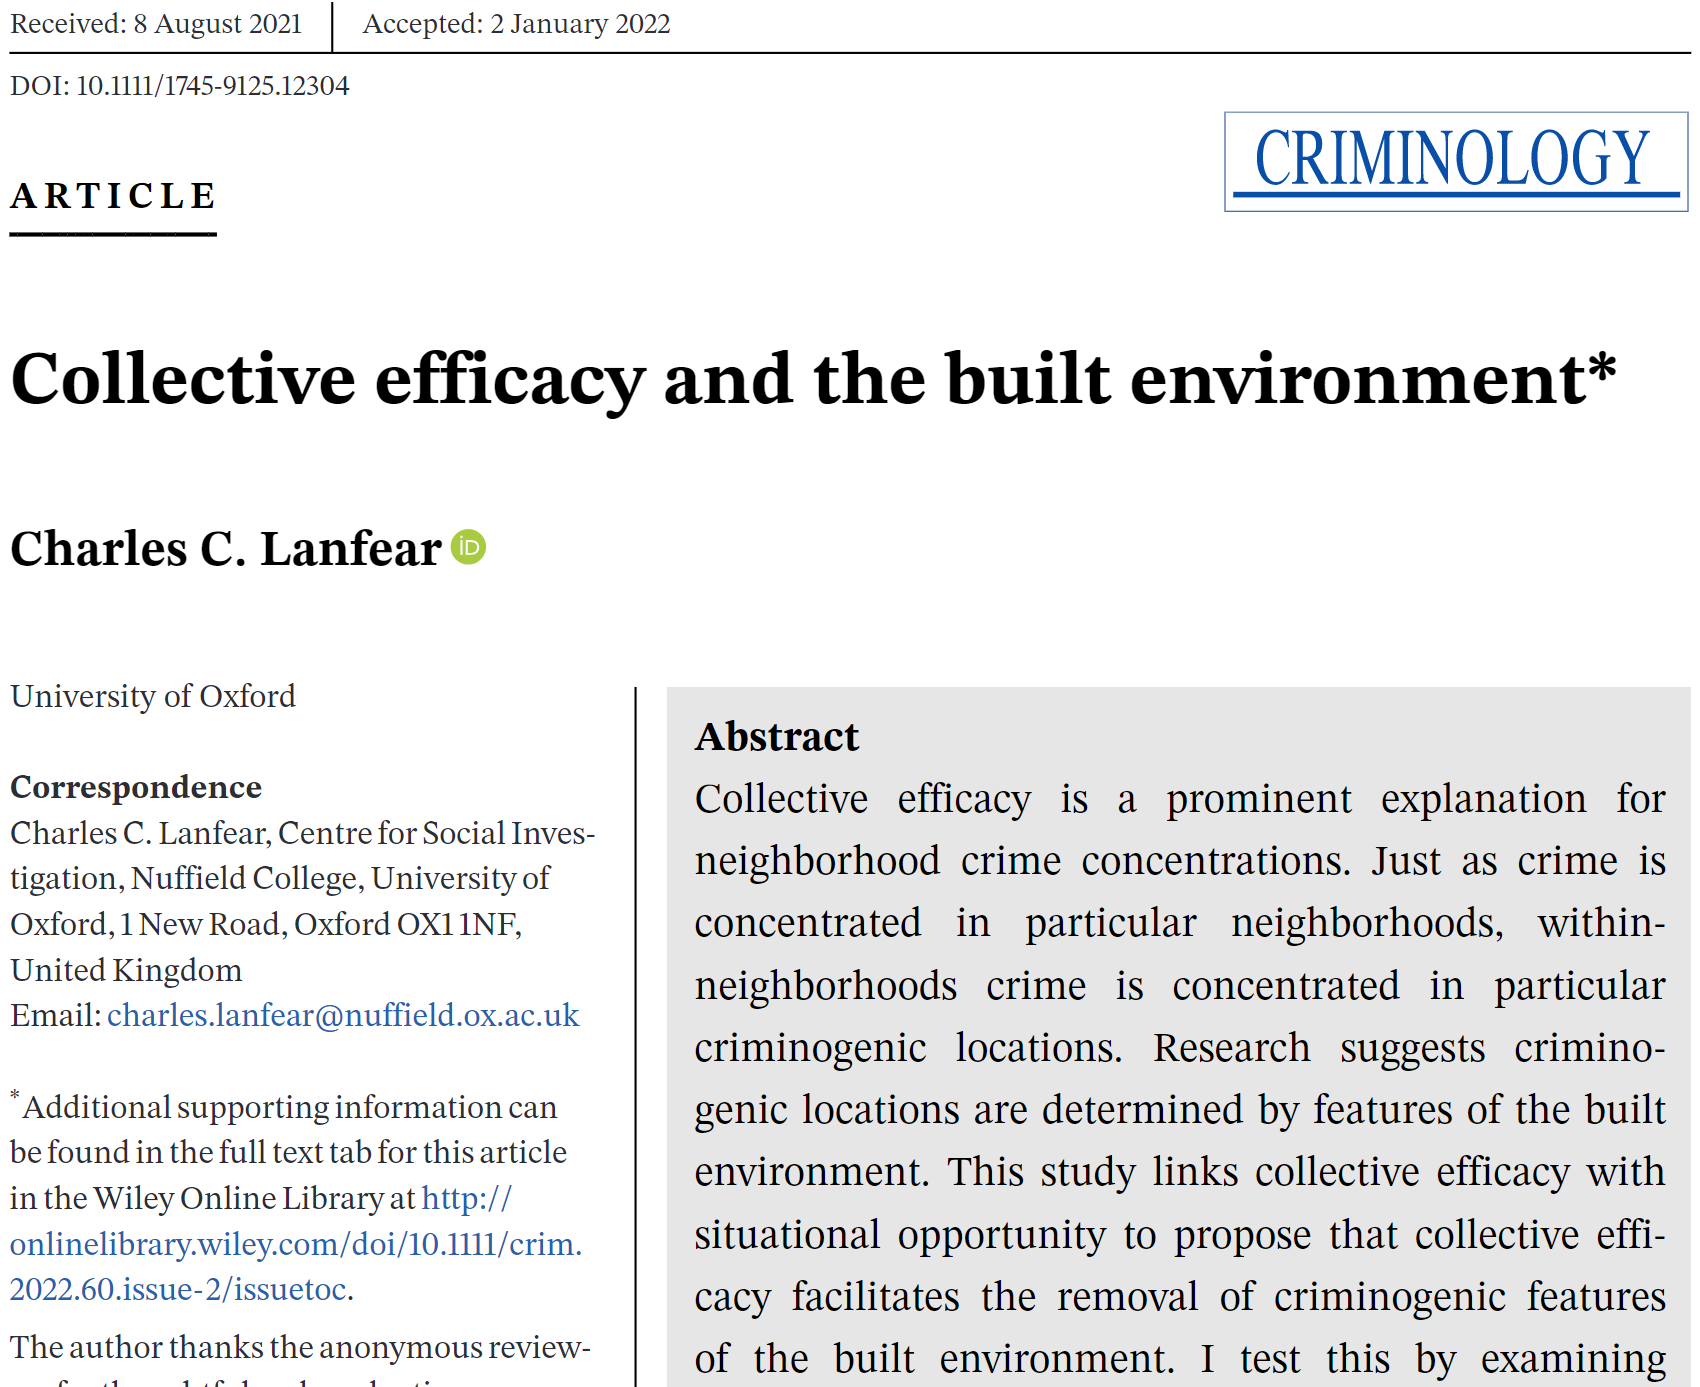 Received: 8 August 2021
Accepted: 2 January 2022
DOI: 10.1111/1745-9125.12304
CRIMINOLOGY
ARTICLE
Collective efficacy and the built environment*
Charles C. Lanfear iD
University of Oxford
Correspondence
Charles C. Lanfear, Centre for Social Inves-
tigation, Nuffield College, University of
Oxford, 1 New Road, Oxford OX1 1NF,
United Kingdom
Email: charles.lanfear@nuffield.ox.ac.uk
*Additional supporting information can
be found in the full text tab for this article
in the Wiley Online Library at http://
onlinelibrary.wiley.com/doi/10.1111/crim.
2022.60.issue-2/issuetoc.
The author thanks the anonymous review-
Abstract
Collective efficacy is a prominent explanation for
neighborhood crime concentrations. Just as crime is
concentrated in particular neighborhoods, within-
neighborhoods crime is concentrated in particular
criminogenic locations. Research suggests crimino-
genic locations are determined by features of the built
environment. This study links collective efficacy with
situational opportunity to propose that collective effi-
cacy facilitates the removal of criminogenic features
of the built environment. I test this by examining